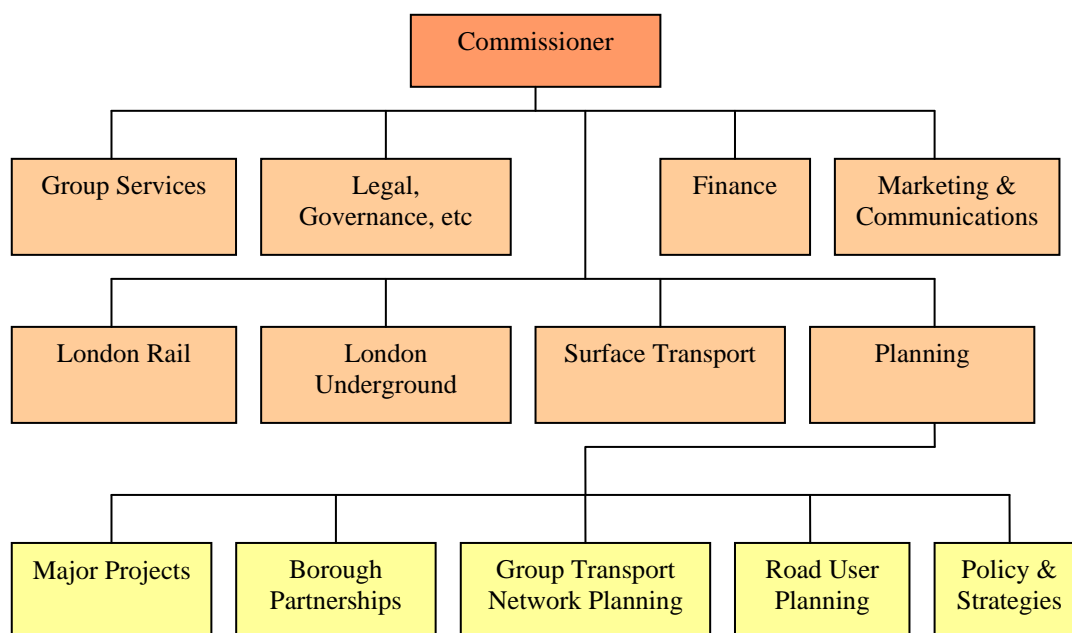 Commissioner
Group Services
Legal,
Governance, etc
Finance
Marketing &
Communications
London Rail
London
Underground
Surface Transport
Planning
Major Projects
Borough
Partnerships
Group Transport
Network Planning
Road User
Planning
Policy &
Strategies